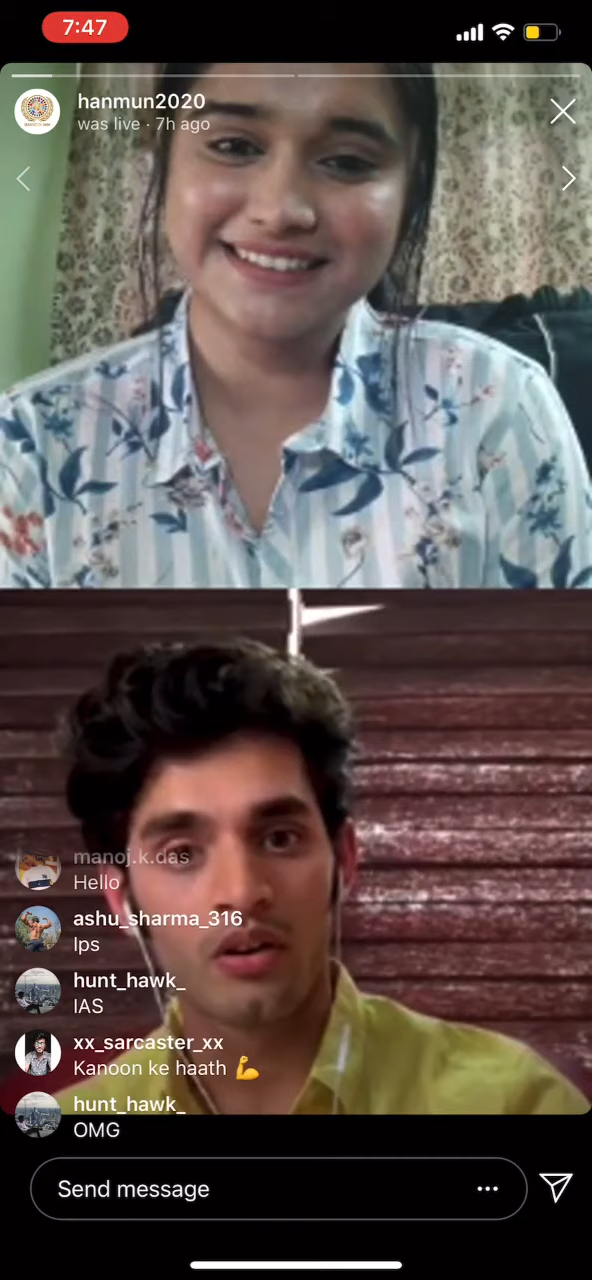 7:47
hanmun2020
was live · 7h ago
manoj.k.das
Hello
ashu_sharma_316
Ips
hunt_hawk_
IAS
xx_sarcaster_xx
Kanoon ke haath 💪
hunt_hawk_
OMG
Send message